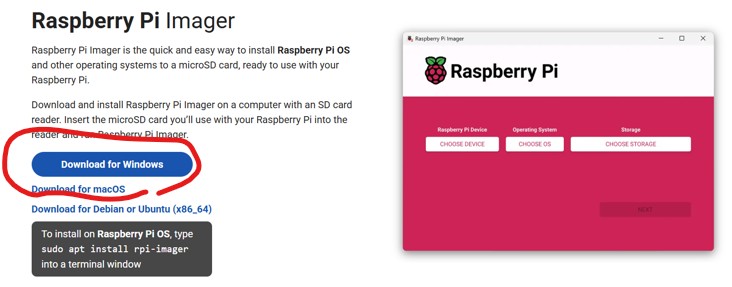 Raspberry Pi Imager
Raspberry Pi Imager is the quick and easy way to install Raspberry Pi OS
and other operating systems to a microSD card, ready to use with your
Raspberry Pi.
Download and install Raspberry Pi Imager on a computer with an SD card
reader. Insert the microSD card you'll use with your Raspberry Pi into the
reader and run Raspberry Pi Imager.
Download for Windows
Download for macOS
Download for Debian or Ubuntu (x86_64)
To install on Raspberry Pi OS, type
sudo apt install rpi-imager
into a terminal window
Raspberry Pi Imager
Raspberry Pi
Raspberry Pi Device Operating System Storage
CHOOSE DEVICE CHOOSE OS CHOOSE STORAGE
NEXT